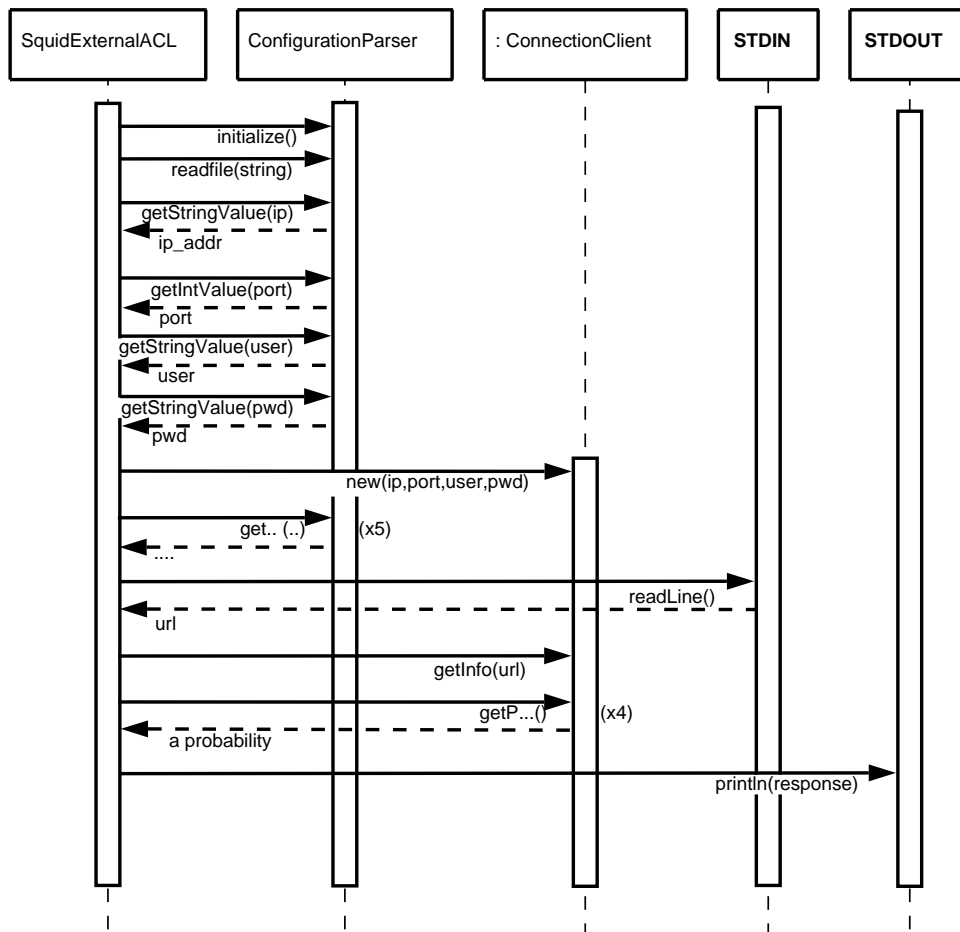 SquidExternalACL
ConfigurationParser
: ConnectionClient
STDIN
STDOUT
initialize()
readfile(string)
getStringValue(ip)
ip_addr
getIntValue(port)
port
getStringValue(user)
user
getStringValue(pwd)
pwd
new(ip,port,user,pwd)
get.. (..)
(x5)
....
readLine()
url
getInfo(url)
getP...()
(x4)
a probability
println(response)